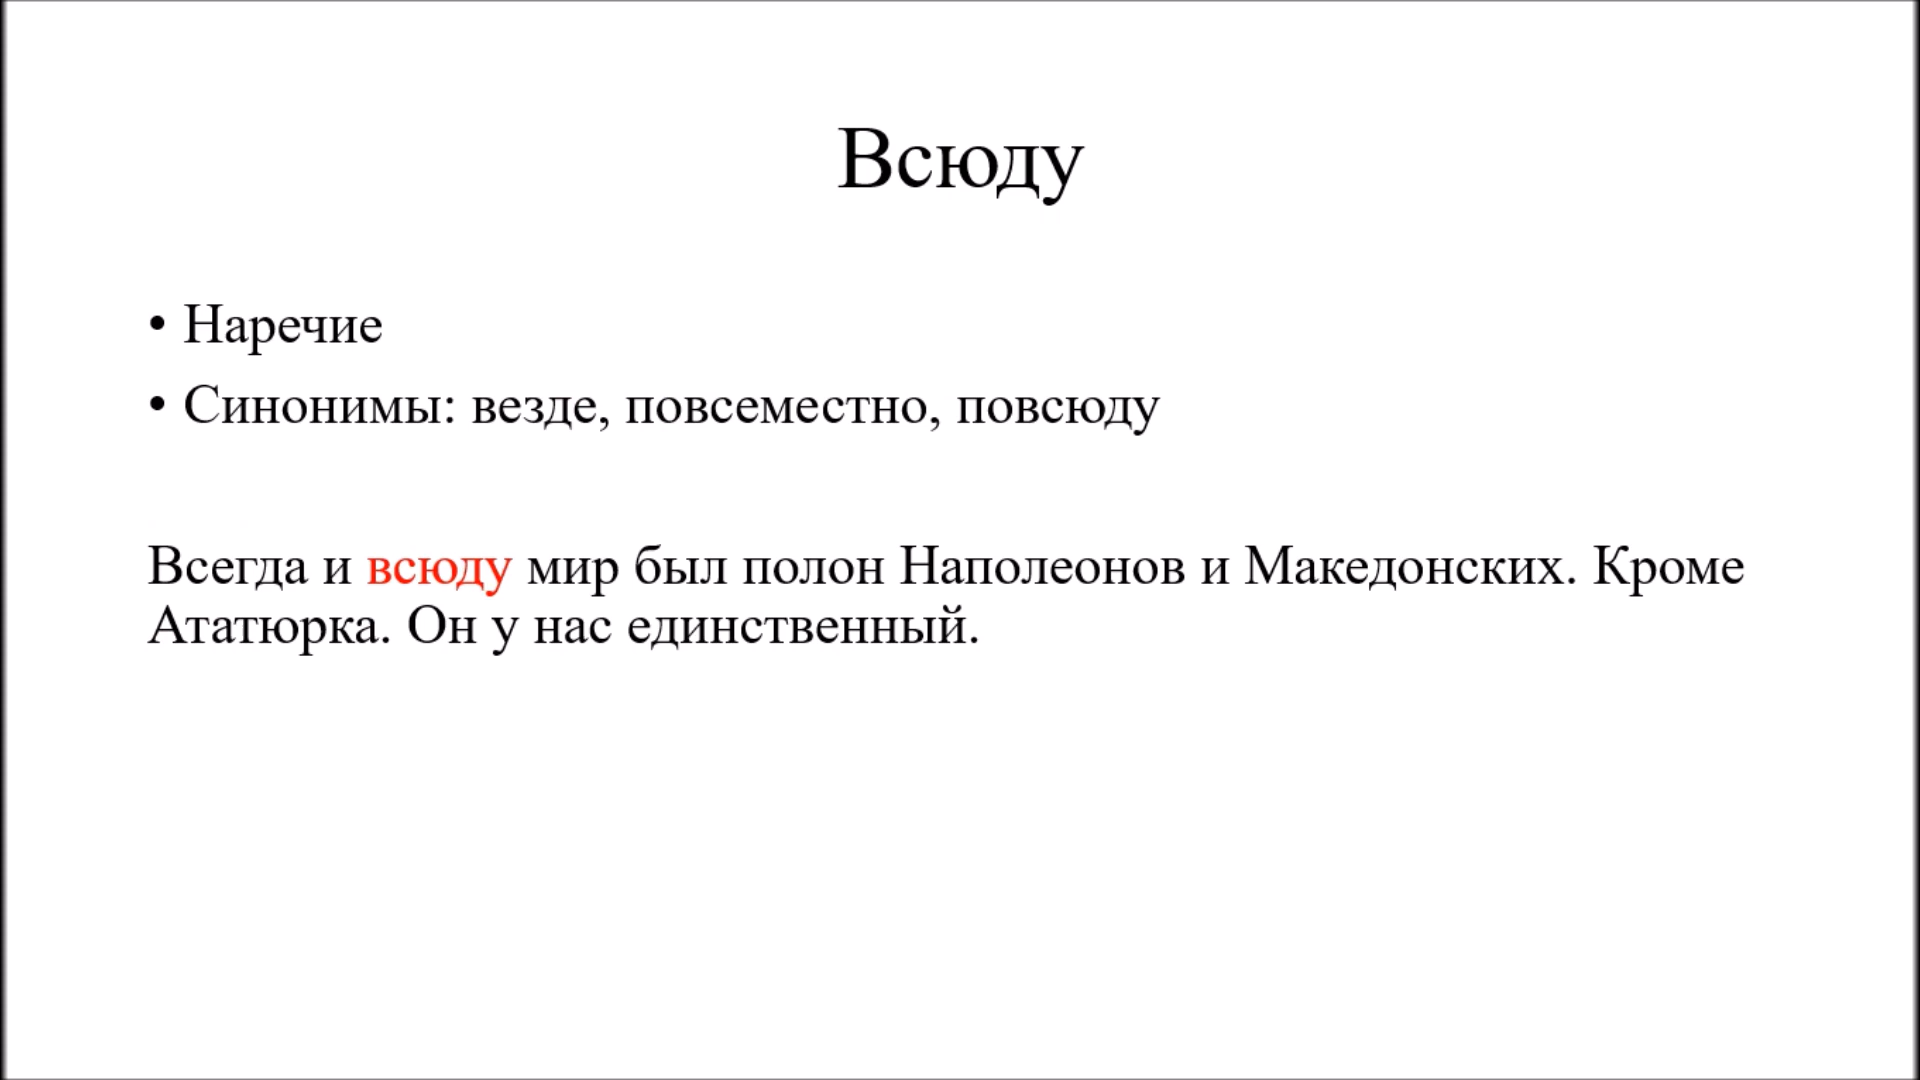 Всюду
• Наречие
• Синонимы: везде, повсеместно, повсюду
Всегда и всюду мир был полон Наполеонов и Македонских. Кроме
Ататюрка. Он у нас единственный.